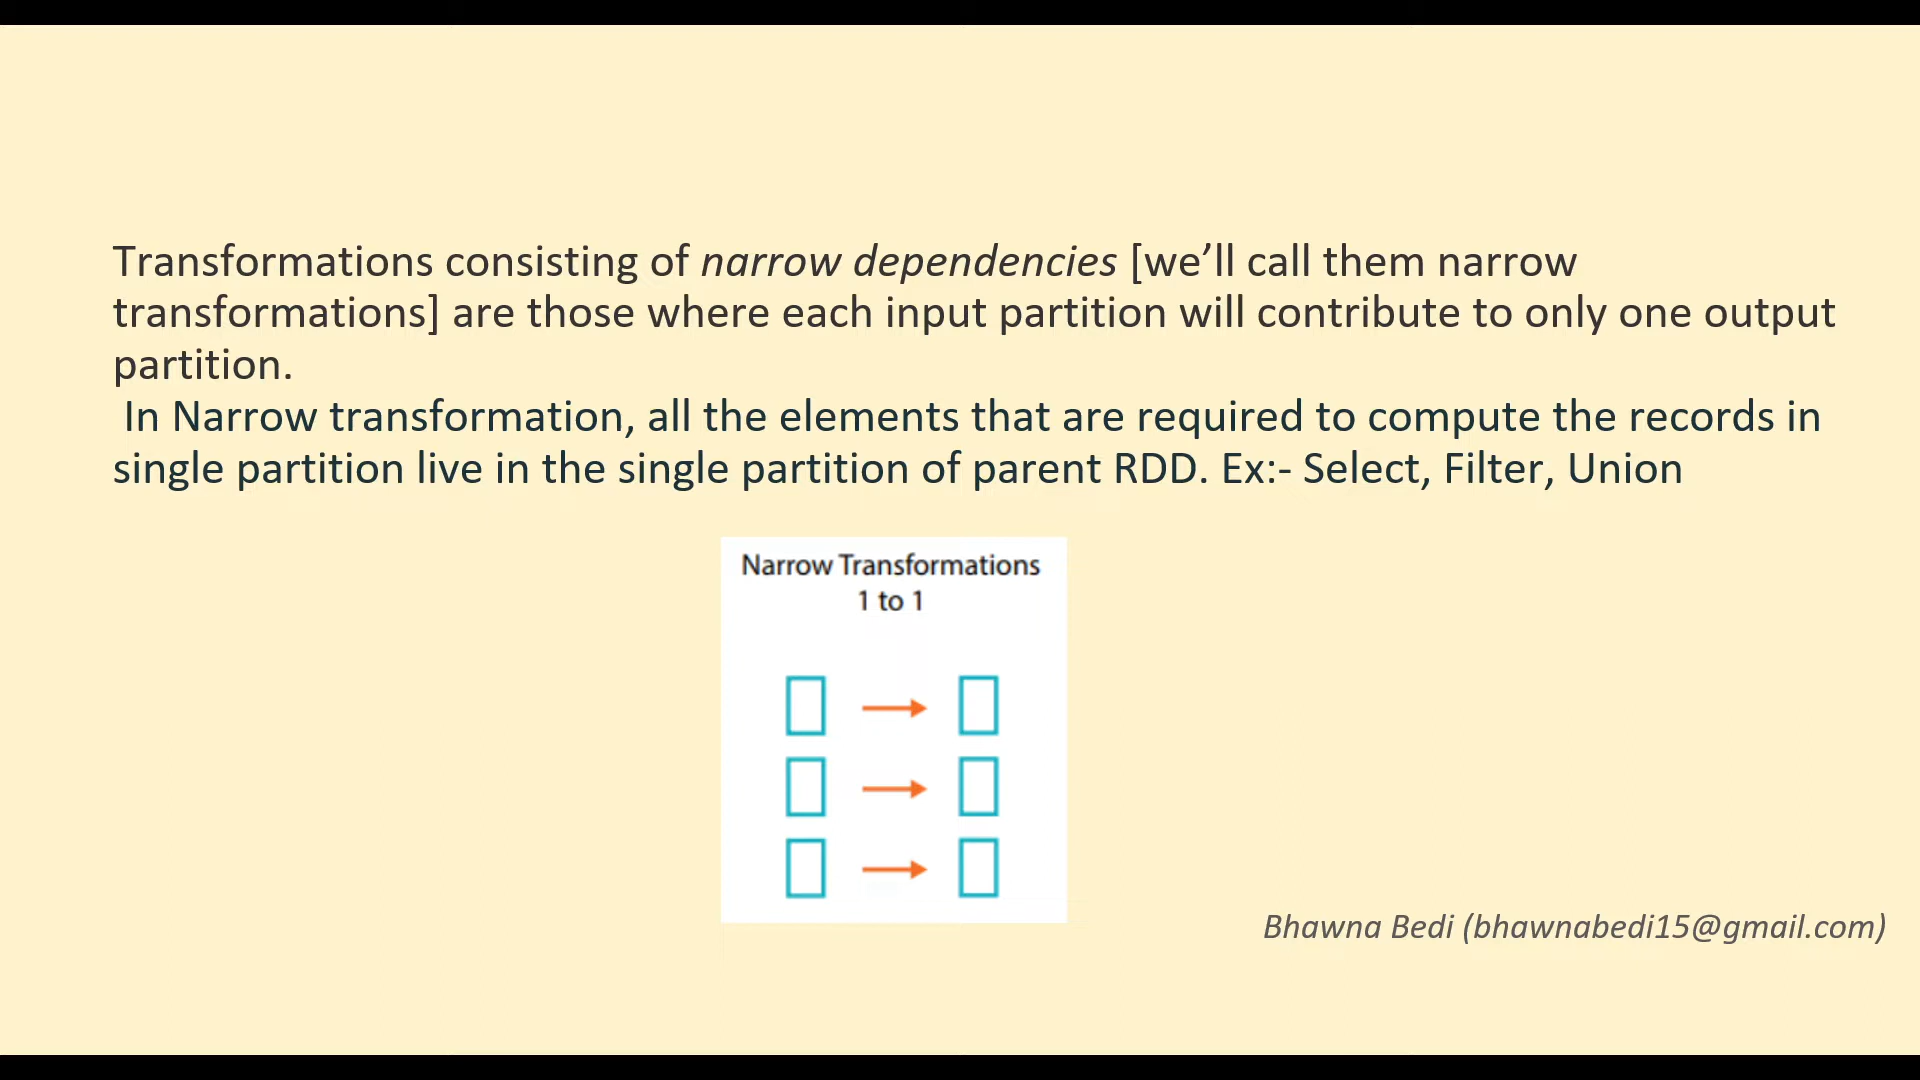 Transformations consisting of narrow dependencies [we’ll call them narrow
transformations] are those where each input partition will contribute to only one output
partition.
In Narrow transformation, all the elements that are required to compute the records in
single partition live in the single partition of parent RDD. Ex:- Select, Filter, Union
Narrow Transformations
1 to 1
Bhawna Bedi (bhawnabedi15@gmail.com)